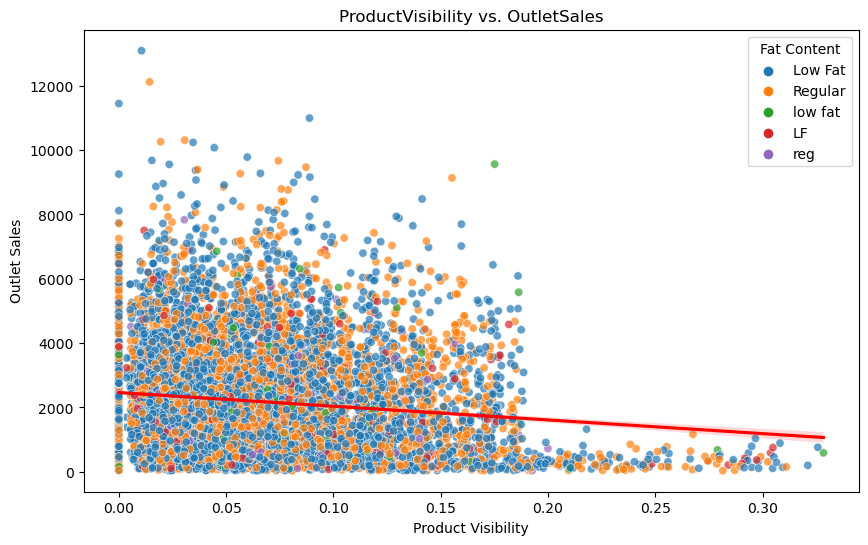 ProductVisibility vs. OutletSales
Fat Content
Low Fat
Regular
low fat
LF
reg
Outlet Sales
12000
10000
8000
6000
4000
2000
0
0.00 0.05 0.10 0.15 0.20 0.25 0.30
Product Visibility